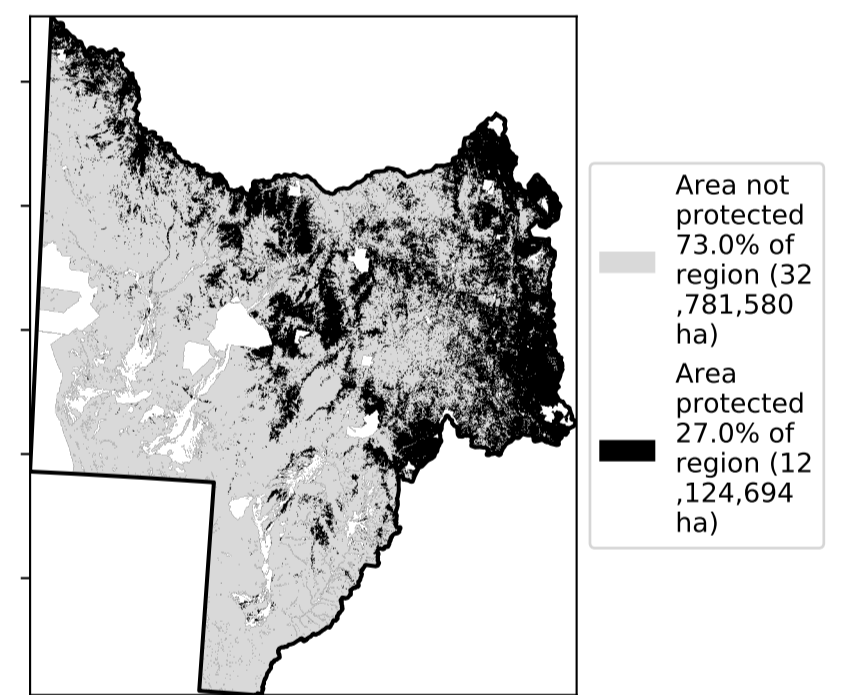 Area not
protected
73.0% of
region (32
,781,580
ha)
Area
protected
27.0% of
region (12
,124,694
ha)